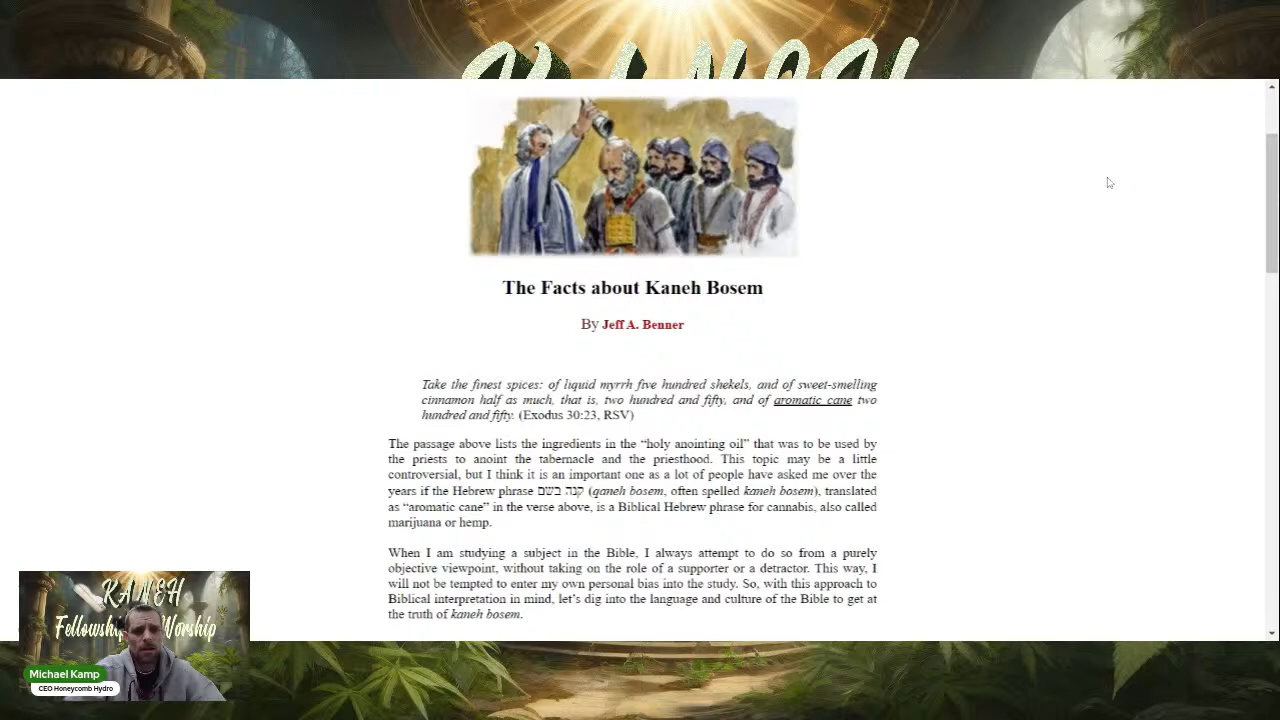 KANEH
The Facts about Kaneh Bosem
By Jeff A. Benner
Take the finest spices: of liquid myrrh five hundred shekels, and of sweet-smelling
cinnamon half as much, that is, two hundred and fifty, and of aromatic cane two
hundred and fifty. (Exodus 30:23, RSV)
The passage above lists the ingredients in the “holy anointing oil” that was to be used by
the priests to anoint the tabernacle and the priesthood. This topic may be a little
controversial, but I think it is an important one as a lot of people have asked me over the
years if the Hebrew phrase קנה בשם (qaneh bosem, often spelled kaneh bosem), translated
as “aromatic cane” in the verse above, is a Biblical Hebrew phrase for cannabis, also called
marijuana or hemp.
When I am studying a subject in the Bible, I always attempt to do so from a purely
objective viewpoint, without taking on the role of a supporter or a detractor. This way, I
will not be tempted to enter my own personal bias into the study. So, with this approach to
Biblical interpretation in mind, let’s dig into the language and culture of the Bible to get at
the truth of kaneh bosem.
KANEH
Fellowship Worship
Michael Kamp
CEO Honeycomb Hydro